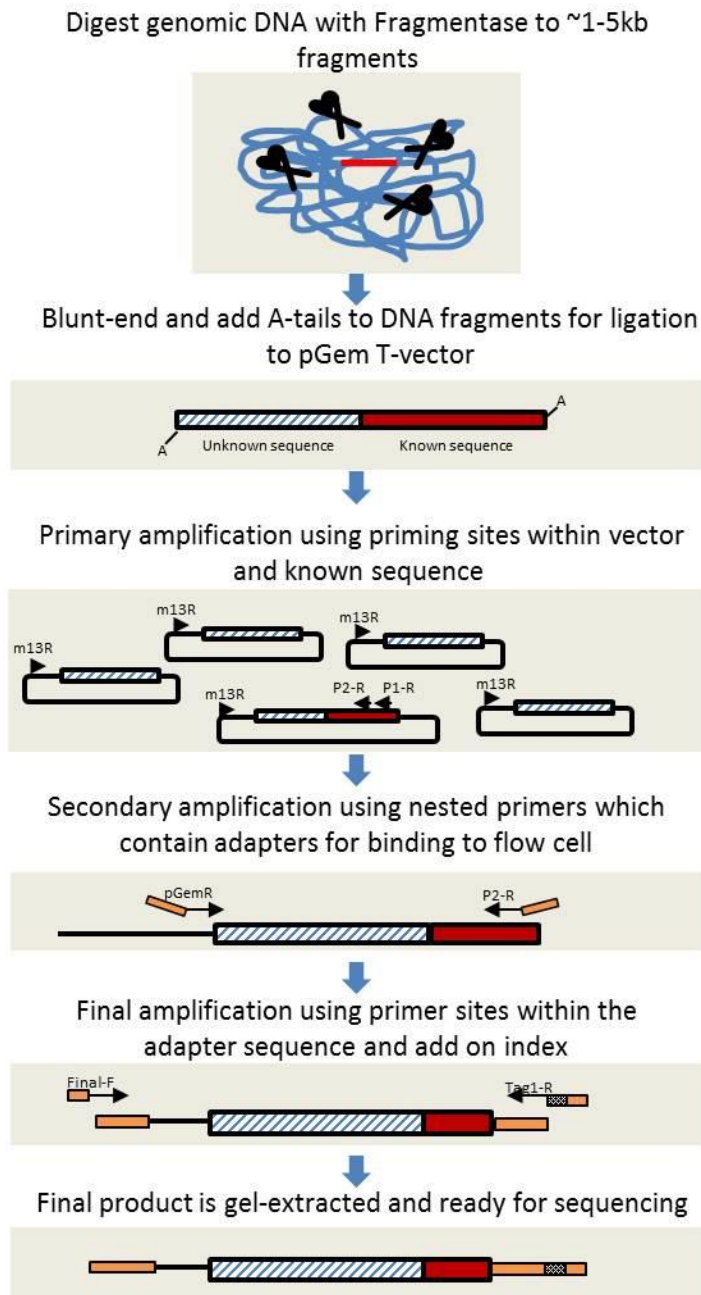 Digest genomic DNA with Fragmentase to ~1-5kb
fragments
Blunt-end and add A-tails to DNA fragments for ligation
to pGem T-vector
A
A
Unknown sequence
Known sequence
Primary amplification using priming sites within vector
and known sequence
m13R
m13R
m13R
m13R
P2-R
P1-R
m13R
Secondary amplification using nested primers which
contain adapters for binding to flow cell
pGemR
P2-R
Final amplification using primer sites within the
adapter sequence and add on index
Final-F
Tag1-R
Final product is gel-extracted and ready for sequencing